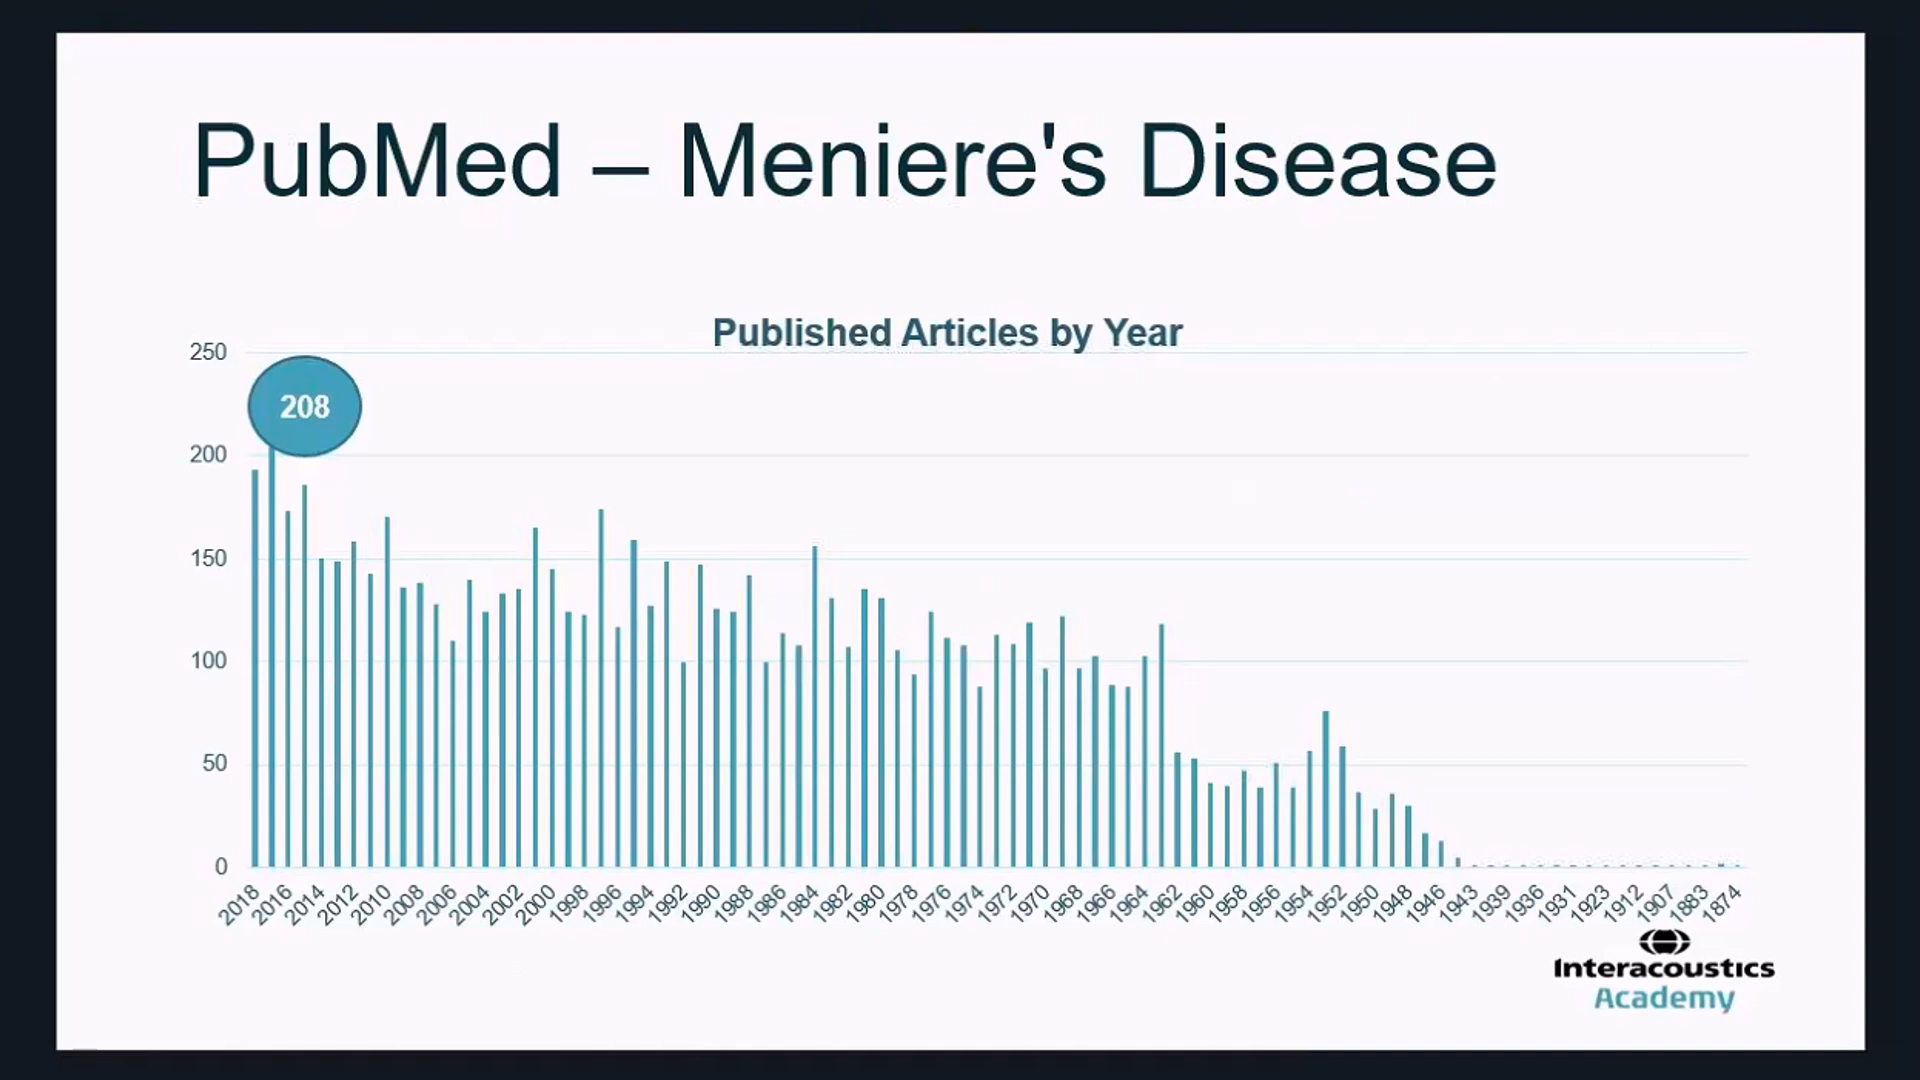 PubMed – Meniere's Disease
Published Articles by Year
250
208
200
150
100
50
0
2018 2016 2014 2012 2010 2008 2006 2004 2002 2000 1998 1996 1994 1992 1990 1988 1986 1984 1982 1980 1978 1976 1974 1972 1970 1968 1966 1964 1962 1960 1958 1956 1954 1952 1950 1948 1946 1943 1939 1936 1931 1923 1912 1907 1883 1874
Interacoustics
Academy